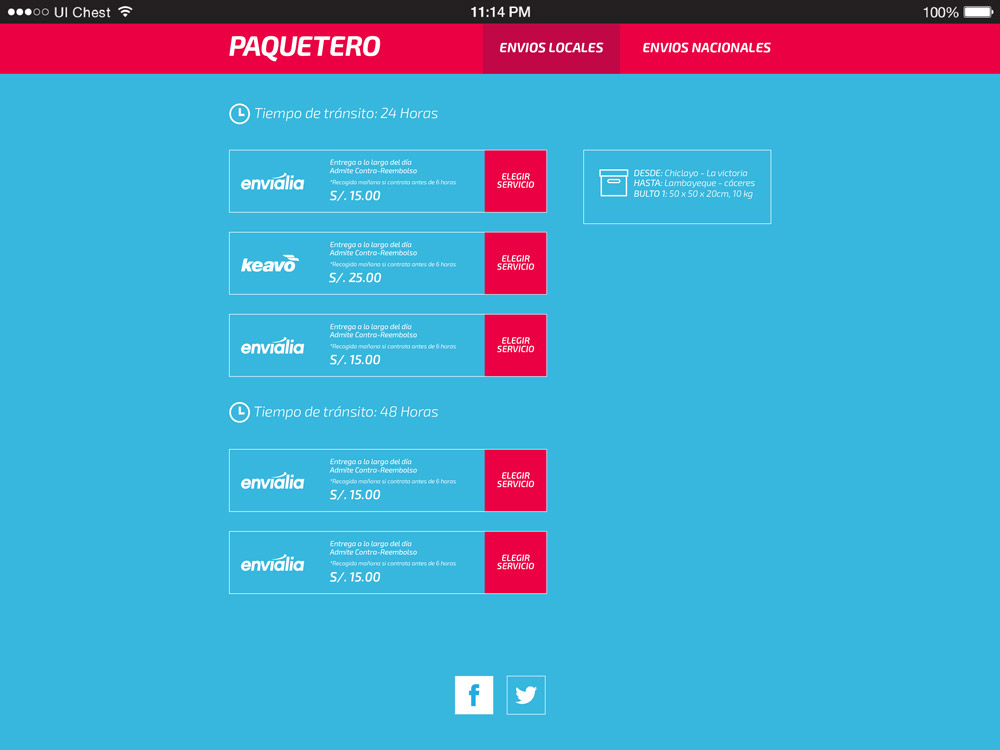 UI Chest
11:14 PM
100%
PAQUETERO
ENVIOS LOCALES
ENVIOS NACIONALES
Tiempo de tránsito: 24 Horas
envialia
Entrega a lo largo del día
Admite Contra-Reembolso
*Recogida mañana si contrata antes de 6 horas
S/. 15.00
ELEGIR
SERVICIO
DESDE: Chiclayo - La victoria
HASTA: Lambayeque - cáceres
BULTO 1: 50 x 50 x 20cm, 10 kg
keavo
Entrega a lo largo del día
Admite Contra-Reembolso
*Recogida mañana si contrata antes de 6 horas
S/. 25.00
ELEGIR
SERVICIO
envialia
Entrega a lo largo del día
Admite Contra-Reembolso
*Recogida mañana si contrata antes de 6 horas
S/. 15.00
ELEGIR
SERVICIO
Tiempo de tránsito: 48 Horas
envialia
Entrega a lo largo del día
Admite Contra-Reembolso
*Recogida mañana si contrata antes de 6 horas
S/. 15.00
ELEGIR
SERVICIO
envialia
Entrega a lo largo del día
Admite Contra-Reembolso
*Recogida mañana si contrata antes de 6 horas
S/. 15.00
ELEGIR
SERVICIO
f